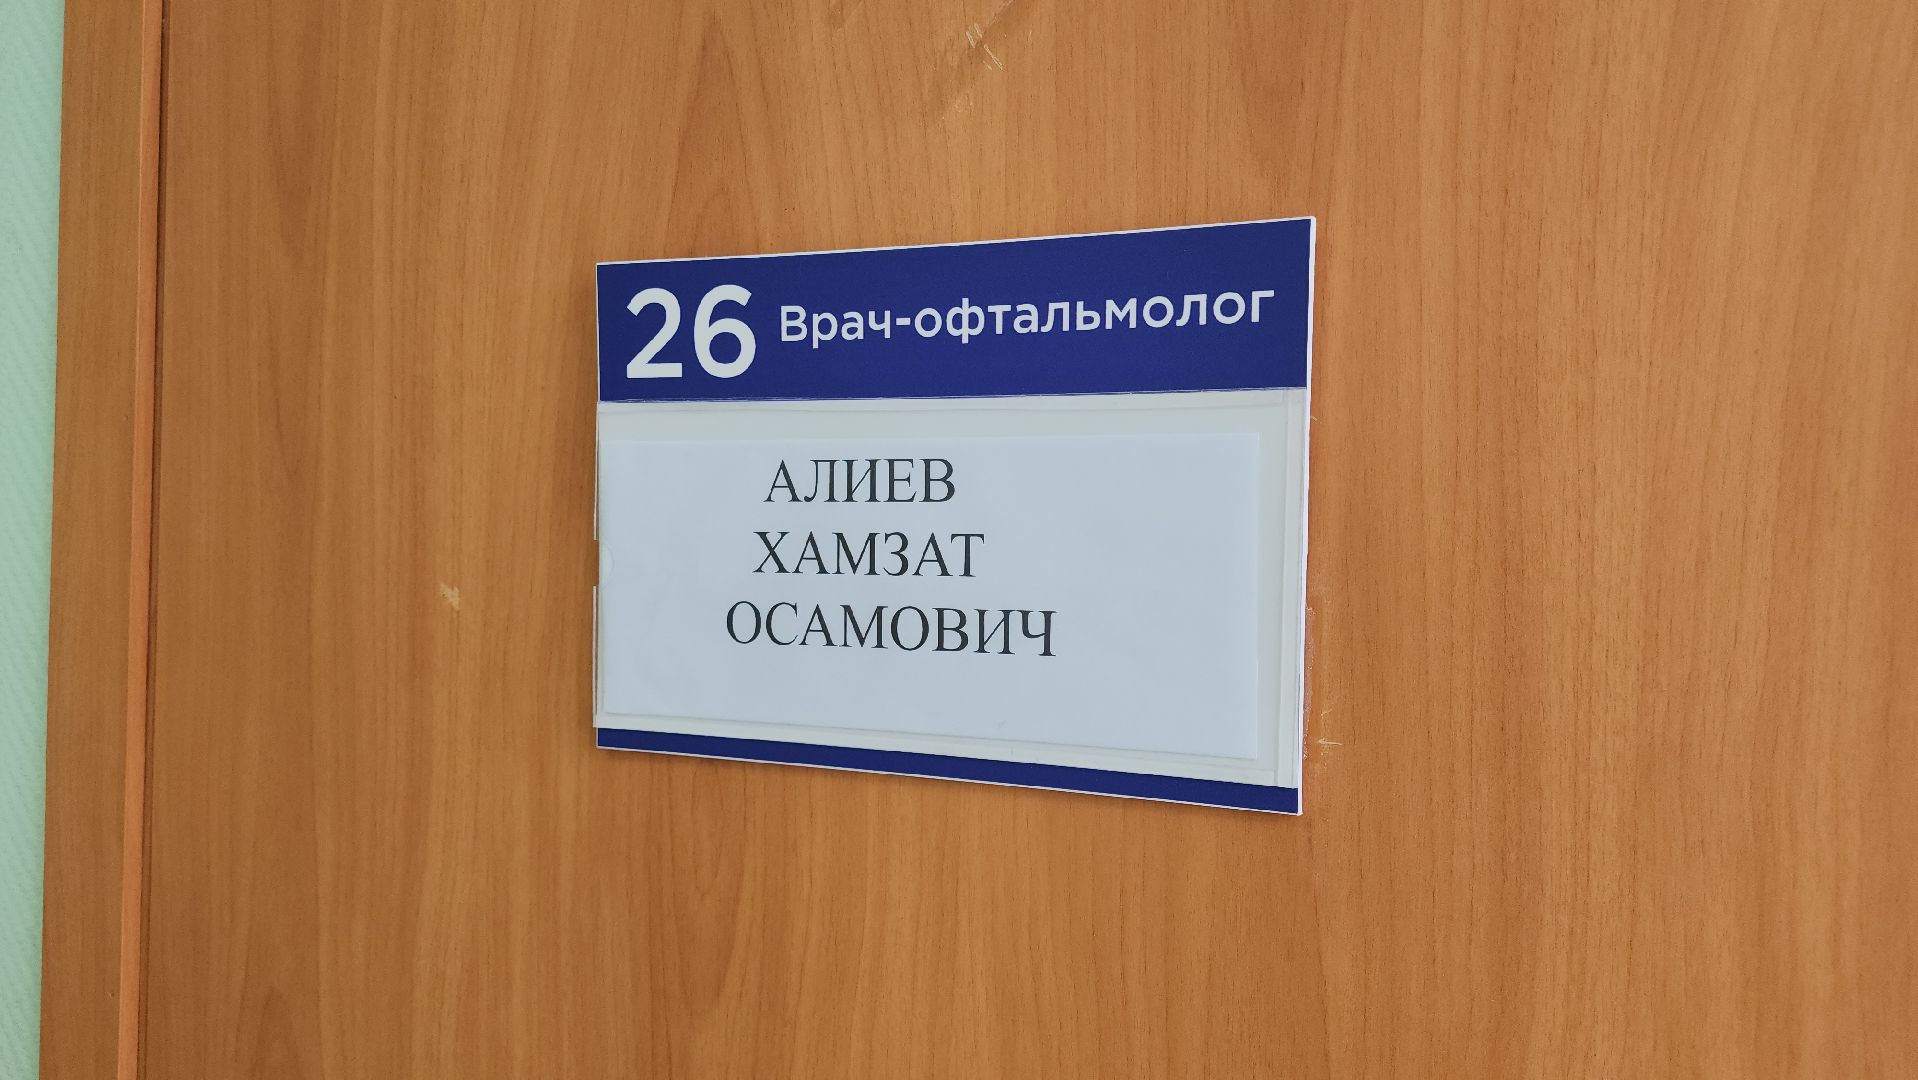 26 Врач-офтальмолог
АЛИЕВ
ХАМЗАТ
ОСАМОВИЧ